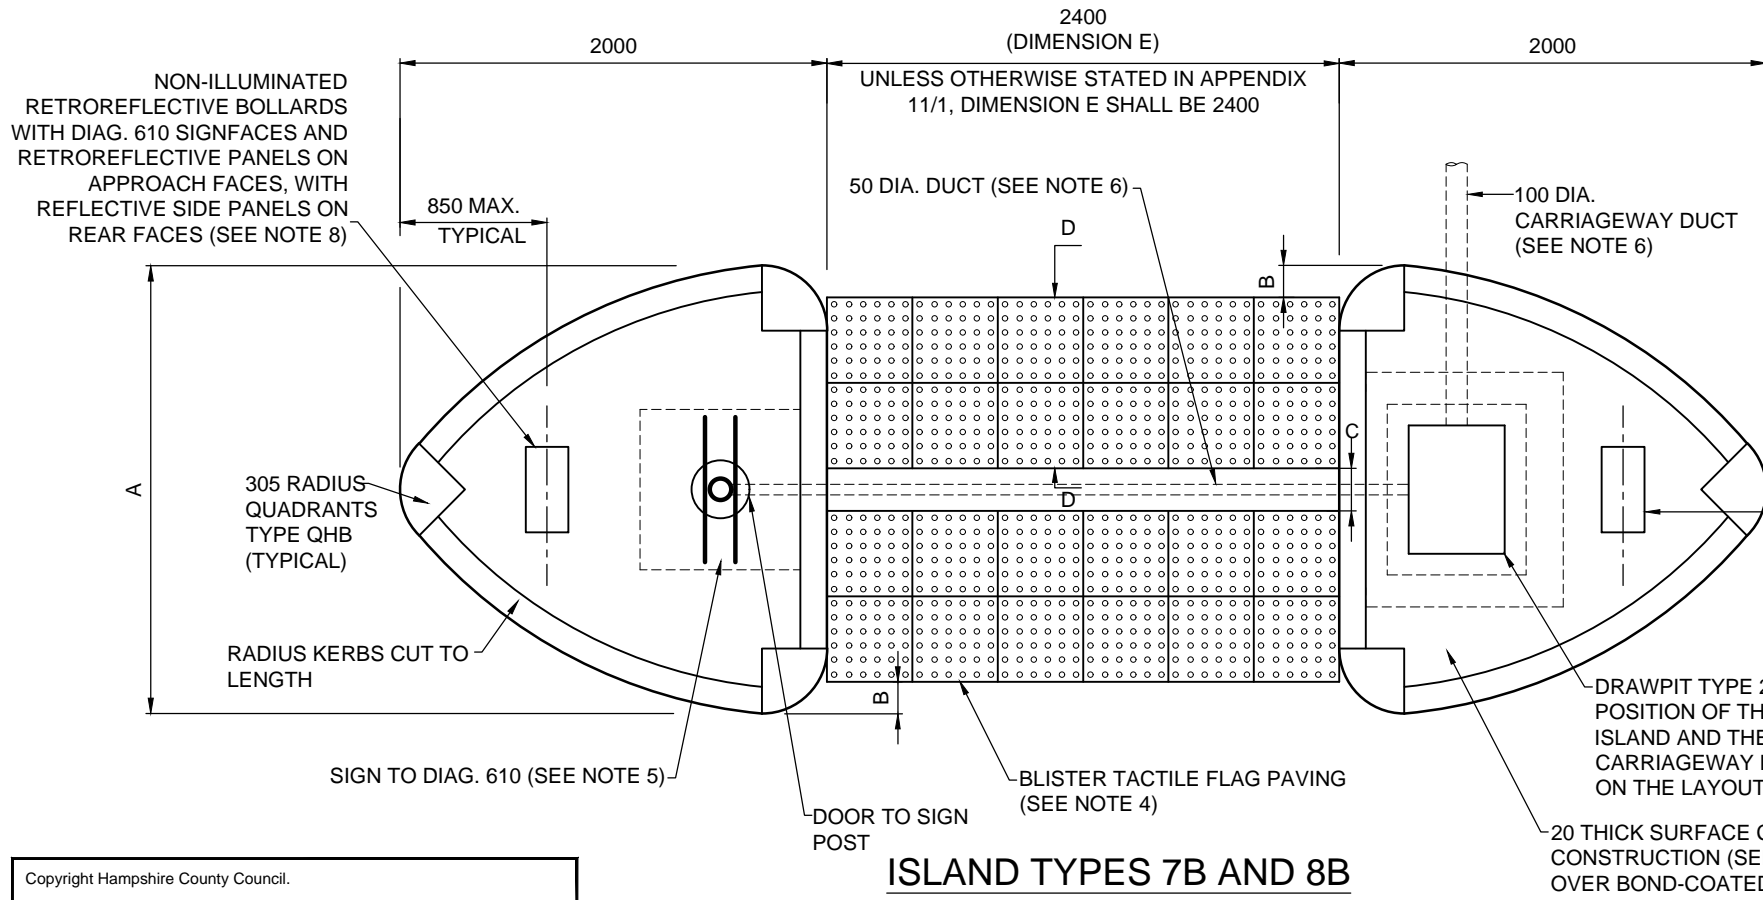 2400
(DIMENSION E)
2000
2000
UNLESS OTHERWISE STATED IN APPENDIX
11/1, DIMENSION E SHALL BE 2400
NON-ILLUMINATED
RETROREFLECTIVE BOLLARDS
WITH DIAG. 610 SIGNFACES AND
RETROREFLECTIVE PANELS ON
APPROACH FACES, WITH
REFLECTIVE SIDE PANELS ON
REAR FACES (SEE NOTE 8)
850 MAX.
TYPICAL
50 DIA. DUCT (SEE NOTE 6)
100 DIA.
CARRIAGEWAY DUCT
(SEE NOTE 6)
D
B
C
A
D
305 RADIUS
QUADRANTS
TYPE QHB
(TYPICAL)
RADIUS KERBS CUT TO
LENGTH
B
SIGN TO DIAG. 610 (SEE NOTE 5)
DOOR TO SIGN
POST
BLISTER TACTILE FLAG PAVING
(SEE NOTE 4)
DRAWPIT TYPE 2
POSITION OF TH
ISLAND AND THE
CARRIAGEWAY
ON THE LAYOUT
20 THICK SURFACE
CONSTRUCTION (SE
OVER BOND-COATED
ISLAND TYPES 7B AND 8B
Copyright Hampshire County Council.